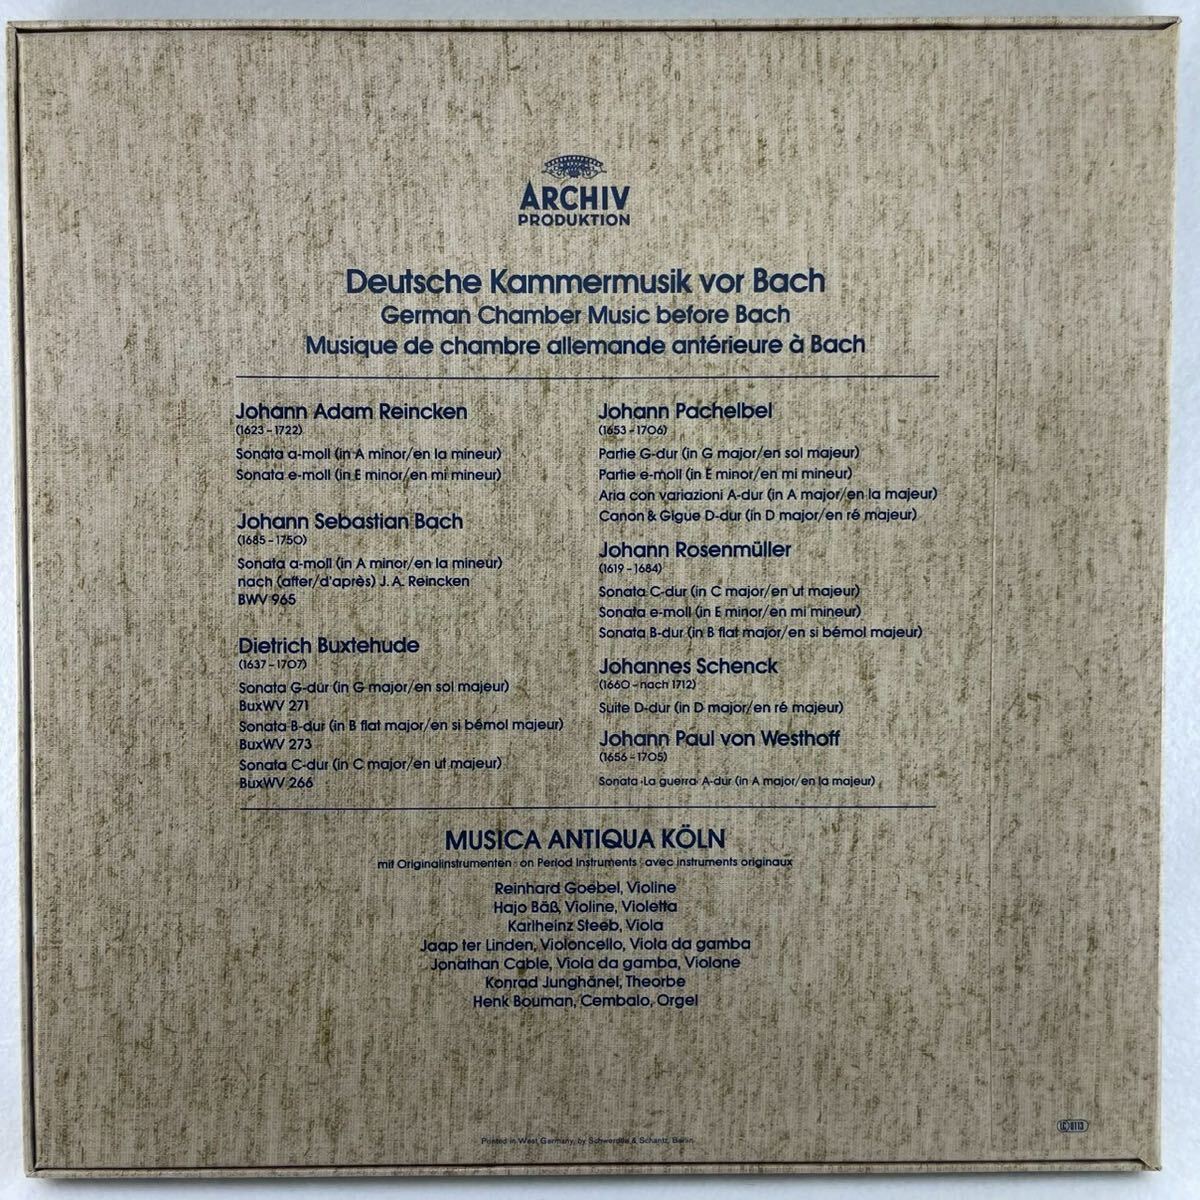 ARCHIV
PRODUKTION
Deutsche Kammermusik vor Bach
German Chamber Music before Bach
Musique de chambre allemande antérieure à Bach
Johann Adam Reincken
(1623 - 1722)
Sonata a-moll (in A minor/en la mineur)
Sonata e-moll (in E minor/en mi mineur)
Johann Sebastian Bach
(1685 - 1750)
Sonata a-moll (in A minor/en la mineur)
nach (after/d'après) J. A. Reincken
BWV 965
Dietrich Buxtehude
(1637 - 1707)
Sonata G-dur (in G major/en sol majeur)
BuxWV 271
Sonata B-dur (in B flat major/en si bémol majeur)
BuxWV 273
Sonata C-dur (in C major/en ut majeur)
BuxWV 266
Johann Pachelbel
(1653 - 1706)
Partie G-dur (in G major/en sol majeur)
Partie e-moll (in E minor/en mi mineur)
Aria con variazioni A-dur (in A major/en la majeur)
Canon & Gigue D-dur (in D major/en ré majeur)
Johann Rosenmüller
(1619 - 1684)
Sonata C-dur (in C major/en ut majeur)
Sonata e-moll (in E minor/en mi mineur)
Sonata B-dur (in B flat major/en si bémol majeur)
Johannes Schenck
(1660 - nach 1712)
Suite D-dur (in D major/en ré majeur)
Johann Paul von Westhoff
(1656 - 1705)
Sonata ›La guerra‹ A-dur (in A major/en la majeur)
MUSICA ANTIQUA KÖLN
mit Originalinstrumenten · on Period Instruments · avec instruments originaux
Reinhard Goebel, Violine
Hajo Bäß, Violine, Violetta
Karlheinz Steeb, Viola
Jaap ter Linden, Violoncello, Viola da gamba
Jonathan Cable, Viola da gamba, Violone
Konrad Junghänel, Theorbe
Henk Bouman, Cembalo, Orgel
Printed in West Germany, by Schwerdtle & Schantz, Berlin
LC 0113